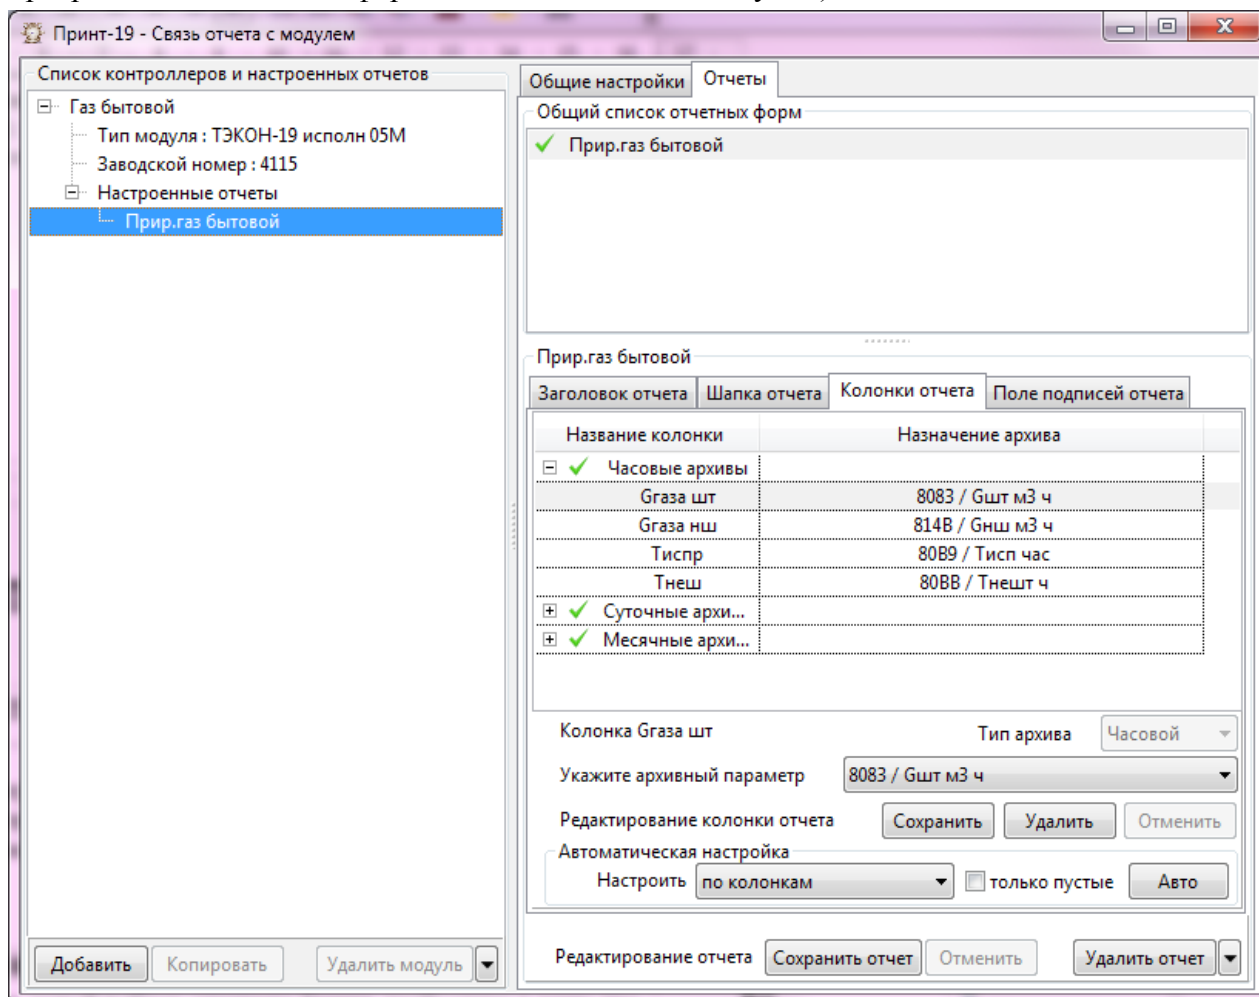 Принт-19 - Связь отчета с модулем
Список контроллеров и настроенных отчетов
Газ бытовой
Тип модуля : ТЭКОН-19 исполн 05М
Заводской номер : 4115
Настроенные отчеты
Прир.газ бытовой
Добавить Копировать Удалить модуль
Общие настройки Отчеты
Общий список отчетных форм
Прир.газ бытовой
Прир.газ бытовой
Заголовок отчета Шапка отчета Колонки отчета Поле подписей отчета
Название колонки Назначение архива
Часовые архивы
Gгаза шт 8083 / Gшт м3 ч
Gгаза нш 814B / Gнш м3 ч
Тиспр 80B9 / Тисп час
Тнеш 80BB / Тнешт ч
Суточные архи...
Месячные архи...
Колонка Gгаза шт Тип архива Часовой
Укажите архивный параметр 8083 / Gшт м3 ч
Редактирование колонки отчета Сохранить Удалить Отменить
Автоматическая настройка
Настроить по колонкам только пустые Авто
Редактирование отчета Сохранить отчет Отменить Удалить отчет